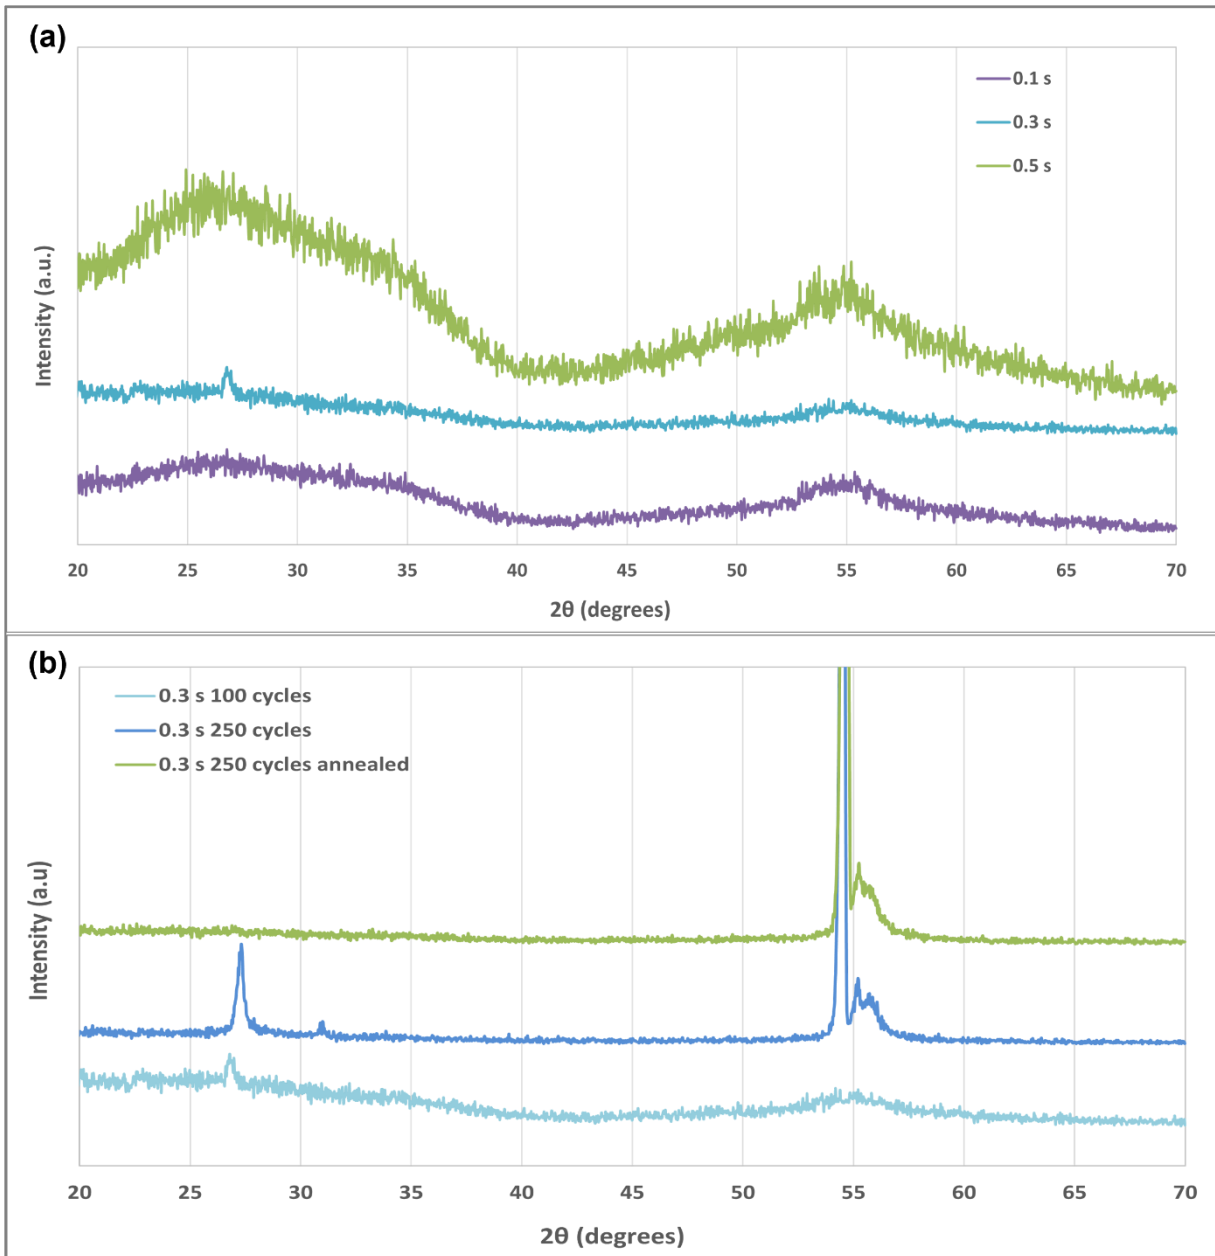 (a)
0.1 s
0.3 s
0.5 s
Intensity (a.u.)
20 25 30 35 40 45 50 55 60 65 70
2θ (degrees)
(b)
0.3 s 100 cycles
0.3 s 250 cycles
0.3 s 250 cycles annealed
Intensity (a.u)
20 25 30 35 40 45 50 55 60 65 70
2θ (degrees)